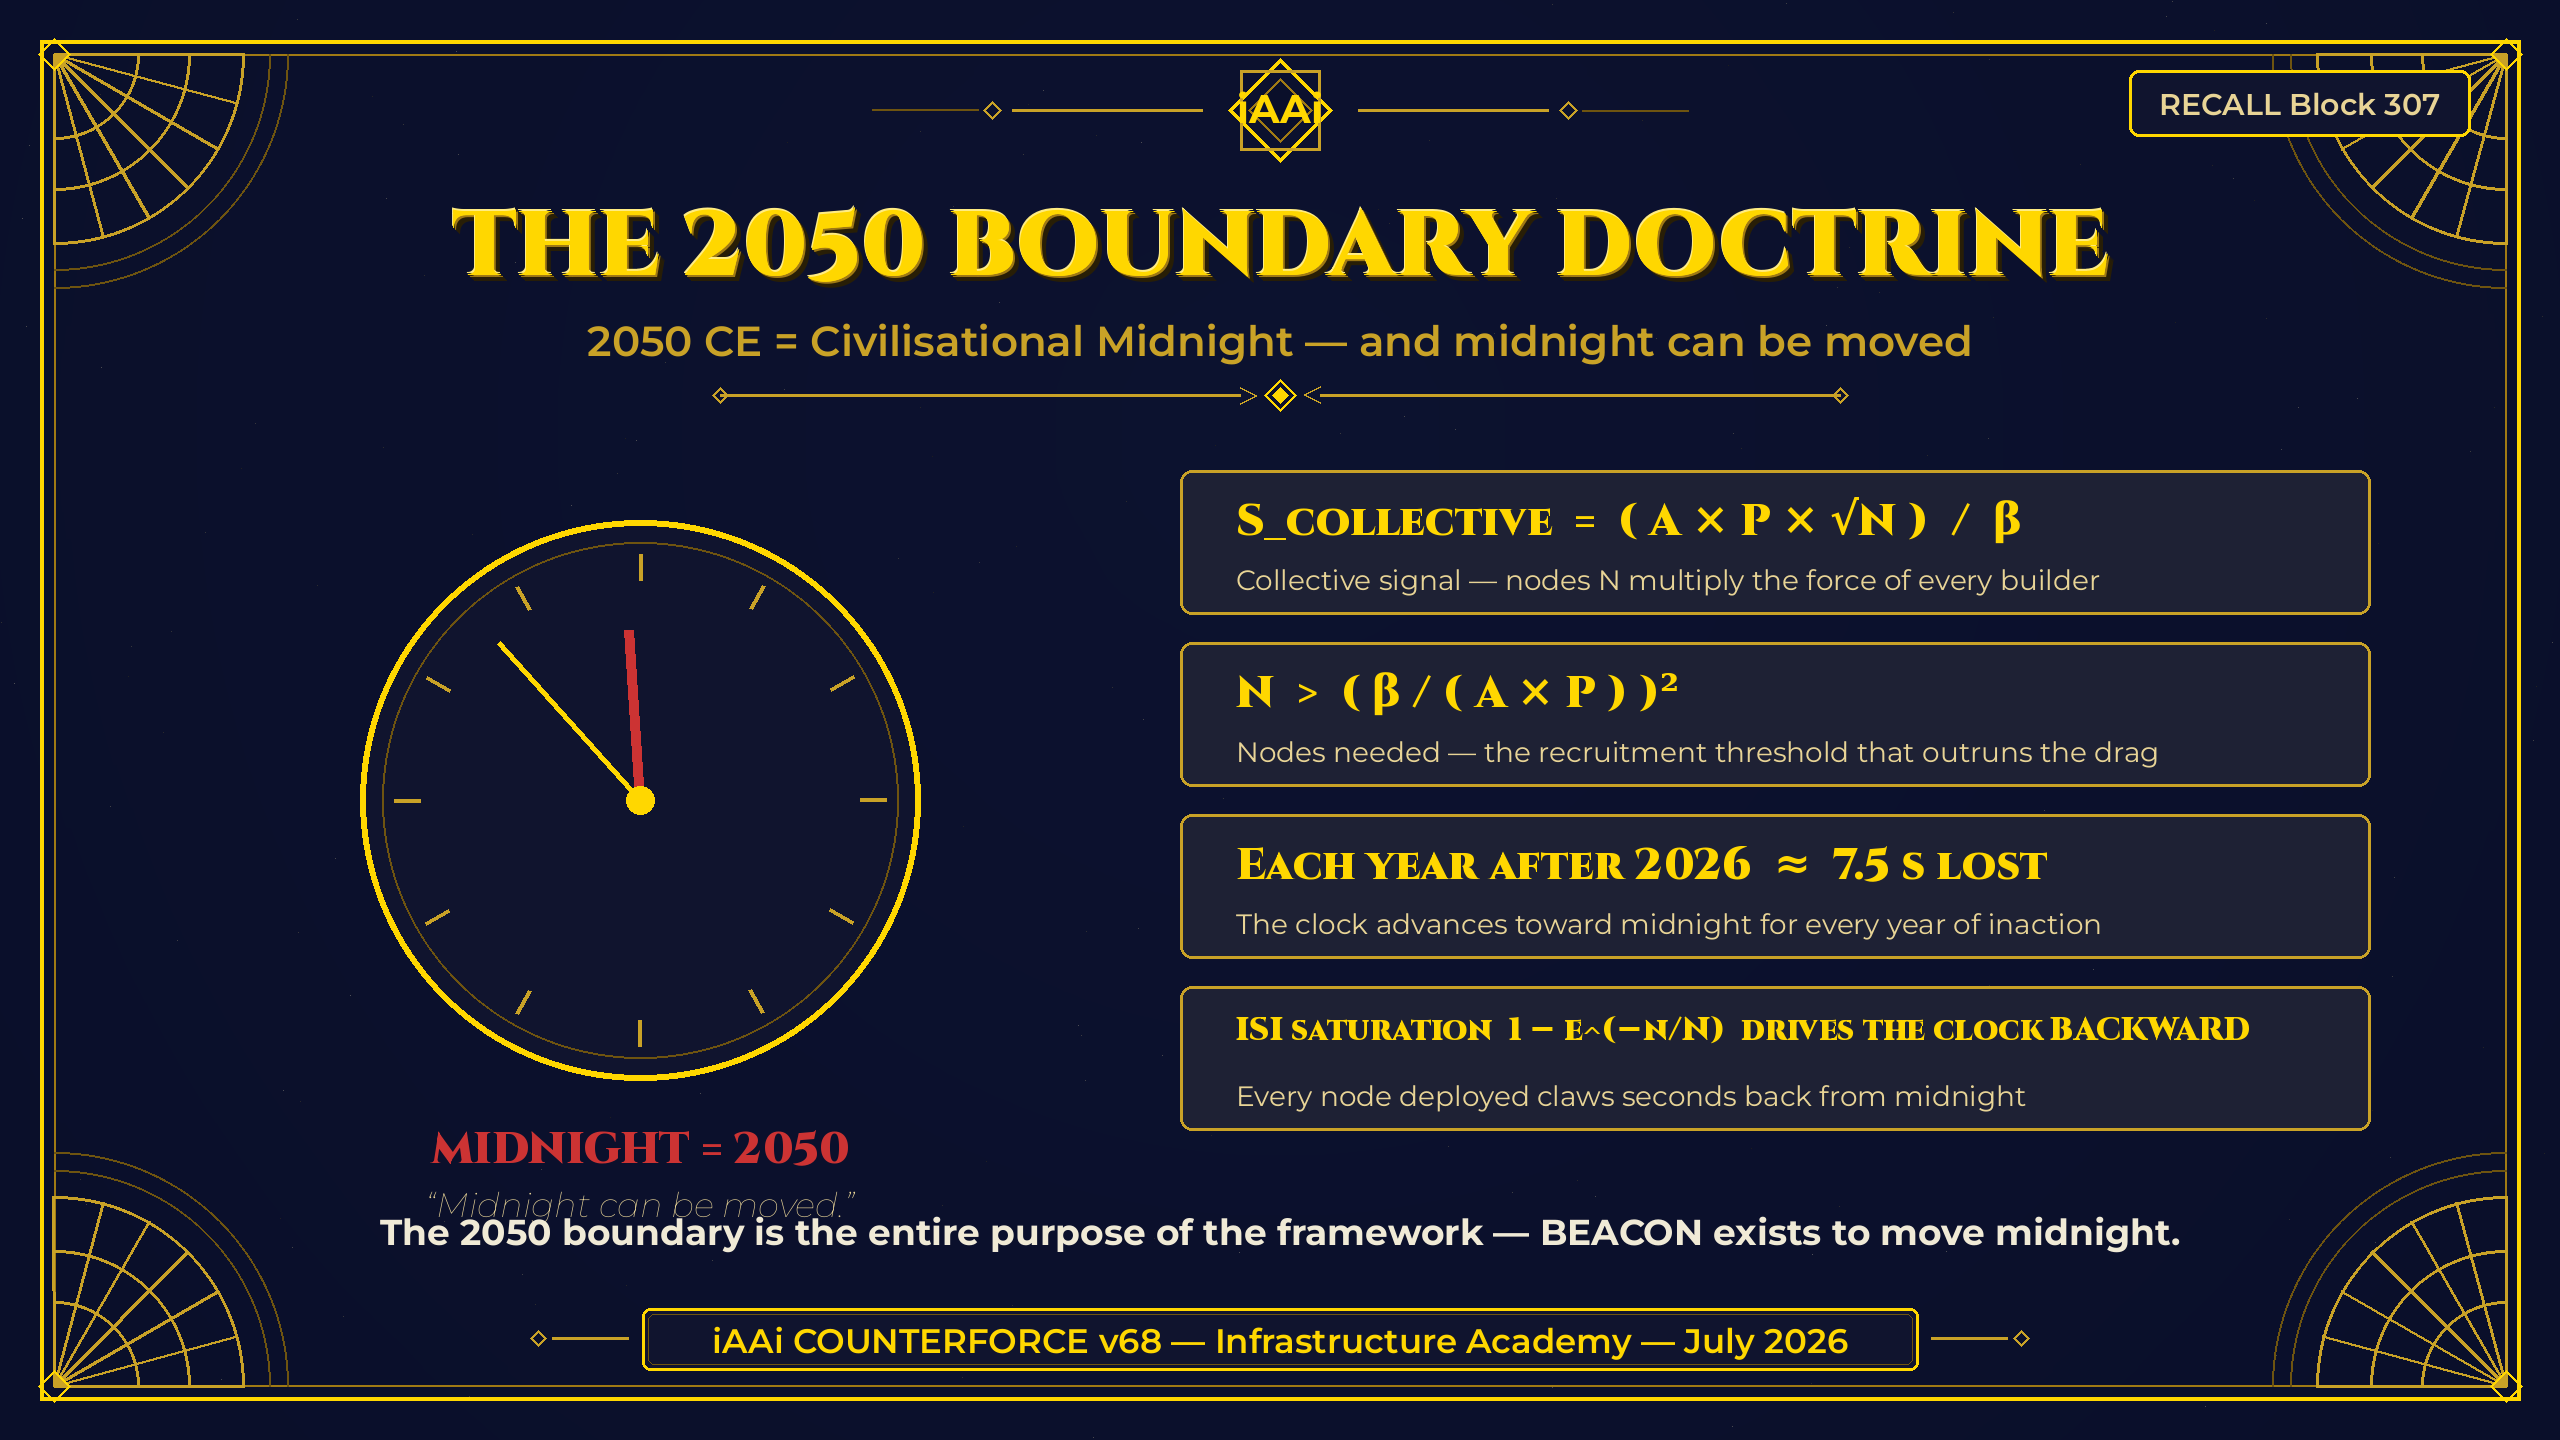 iAAi
RECALL Block 307
THE 2050 BOUNDARY DOCTRINE
2050 CE = Civilisational Midnight — and midnight can be moved
S_COLLECTIVE = ( A × P × √N ) / β
Collective signal — nodes N multiply the force of every builder
N > ( β / ( A × P ) )²
Nodes needed — the recruitment threshold that outruns the drag
EACH YEAR AFTER 2026 ≈ 7.5 S LOST
The clock advances toward midnight for every year of inaction
ISI SATURATION 1 − E^(−N/N) DRIVES THE CLOCK BACKWARD
Every node deployed claws seconds back from midnight
MIDNIGHT = 2050
“Midnight can be moved.”
The 2050 boundary is the entire purpose of the framework — BEACON exists to move midnight.
iAAi COUNTERFORCE v68 — Infrastructure Academy — July 2026